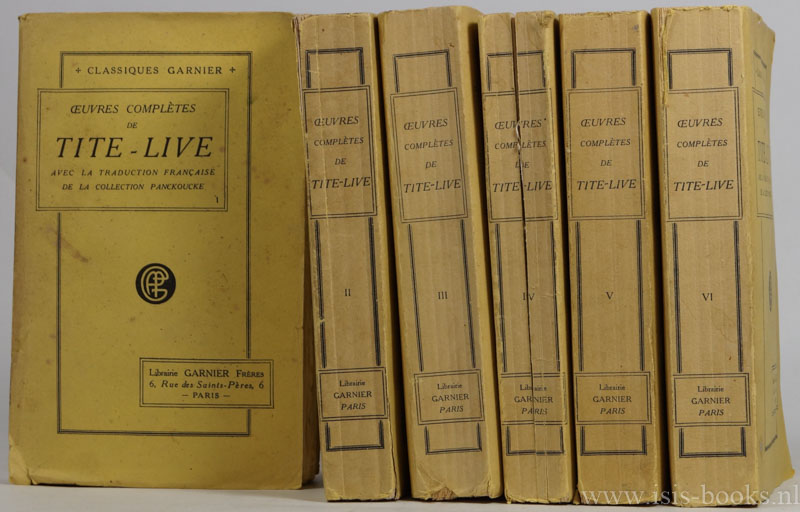 + CLASSIQUES GARNIER +
ŒUVRES COMPLÈTES
DE
TITE-LIVE
AVEC LA TRADUCTION FRANÇAISE
DE LA COLLECTION PANCKOUCKE
I
Librairie GARNIER FRÈRES
6, Rue des Saints-Pères, 6
— PARIS —
ŒUVRES
COMPLÈTES
DE
TITE-LIVE
II
Librairie
GARNIER
PARIS
ŒUVRES
COMPLÈTES
DE
TITE-LIVE
III
Librairie
GARNIER
PARIS
ŒUVRES
COMPLÈTES
DE
TITE-LIVE
IV
Librairie
GARNIER
PARIS
ŒUVRES
COMPLÈTES
DE
TITE-LIVE
V
Librairie
GARNIER
PARIS
ŒUVRES
COMPLÈTES
DE
TITE-LIVE
VI
Librairie
GARNIER
PARIS
www.isis-books.nl